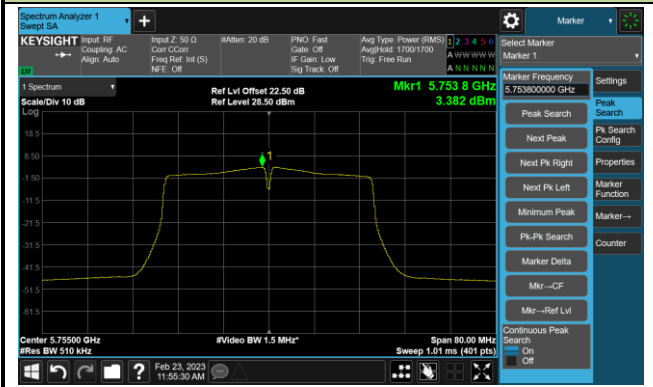 Spectrum Analyzer 1
Swept SA
Marker
KEYSIGHT
Input: RF
Coupling: AC
Align: Auto
Input Z: 50 Ω
Corr CCorr
Freq Ref: Int (S)
NFE: Off
#Atten: 20 dB
PNO: Fast
Gate: Off
IF Gain: Low
Sig Track: Off
Avg Type: Power (RMS)
Avg|Hold: 1700/1700
Trig: Free Run
1 2 3 4 5 6
A W W W W W
A N N N N N
Select Marker
Marker 1
1 Spectrum
Scale/Div 10 dB
Log
Ref Lvl Offset 22.50 dB
Ref Level 28.50 dBm
Mkr1 5.753 8 GHz
3.382 dBm
18.5
8.50
-1.50
-11.5
-21.5
-31.5
-41.5
-51.5
-61.5
1
Center 5.75500 GHz
#Res BW 510 kHz
#Video BW 1.5 MHz*
Span 80.00 MHz
Sweep 1.01 ms (401 pts)
Marker Frequency
5.753800000 GHz
Peak Search
Next Peak
Next Pk Right
Next Pk Left
Minimum Peak
Pk-Pk Search
Marker Delta
Mkr→CF
Mkr→Ref Lvl
Continuous Peak
Search
On
Off
Settings
Peak
Search
Pk Search
Config
Properties
Marker
Function
Marker→
Counter
Feb 23, 2023
11:55:30 AM